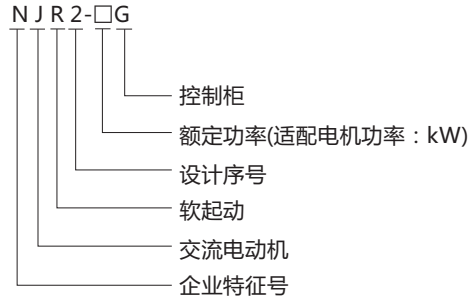 NJR2-□G
控制柜
额定功率(适配电机功率：kW)
设计序号
软起动
交流电动机
企业特征号